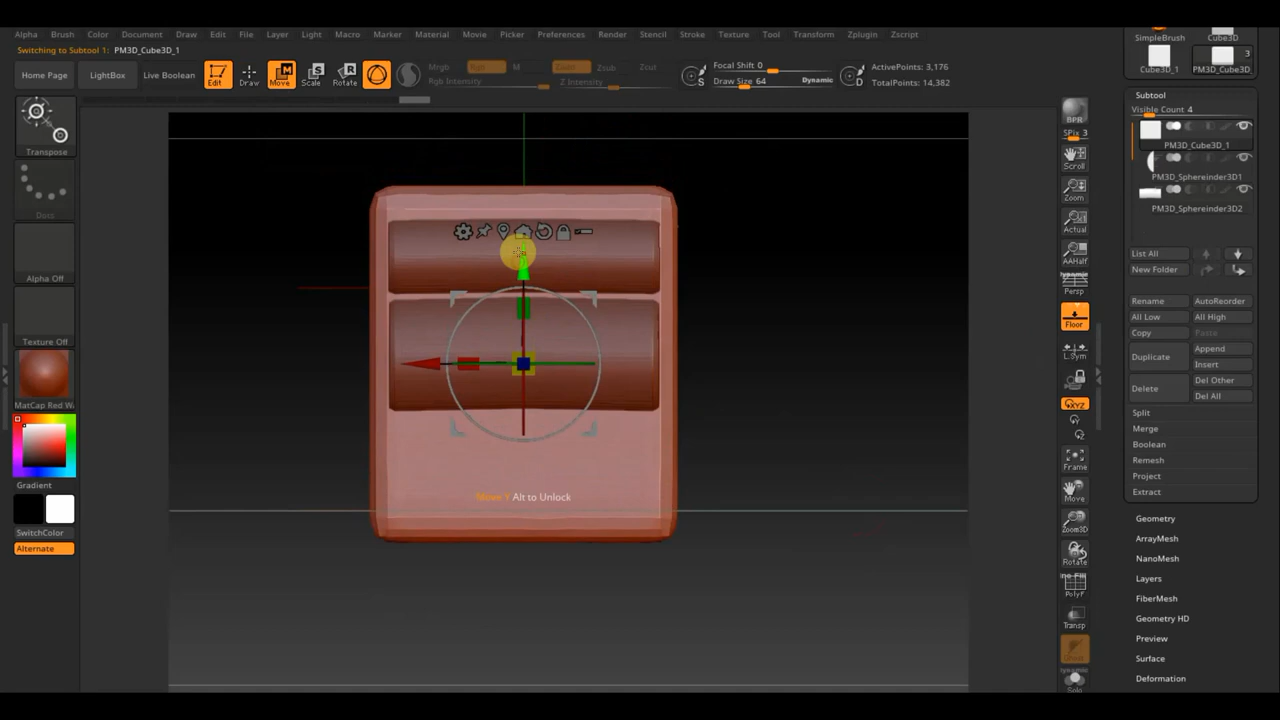 Alpha Brush Color Document Draw Edit File Layer Light Macro Marker Material Movie Picker Preferences Render Stencil Stroke Texture Tool Transform Zplugin Zscript
Switching to Subtool 1: PM3D_Cube3D_1
Home Page
LightBox
Live Boolean
Edit
Draw
Move
Scale
Rotate
Mrgb
Rgb
M
Rgb Intensity
Zsub
Zcut
Z Intensity
S
Focal Shift 0
Draw Size 64
Dynamic
D
ActivePoints: 3,176
TotalPoints: 14,382
SimpleBrush
Cube3D
Cube3D_1
3
PM3D_Cube3D
Transpose
Dots
Alpha Off
Texture Off
MatCap Red W
Gradient
SwitchColor
Alternate
Move Y Alt to Unlock
BPR
SPix 3
Scroll
Zoom
Actual
AAHalf
Dynamic
Persp
Floor
L.Sym
XYZ
Y
Z
Frame
Move
Zoom3D
Rotate
PolyF
Transp
Ghost
Dynamic
Solo
Subtool
Visible Count 4
PM3D_Cube3D_1
PM3D_Sphereinder3D1
PM3D_Sphereinder3D2
List All
New Folder
Rename
AutoReorder
All Low
All High
Copy
Paste
Duplicate
Append
Insert
Delete
Del Other
Del All
Split
Merge
Boolean
Remesh
Project
Extract
Geometry
ArrayMesh
NanoMesh
Layers
FiberMesh
Geometry HD
Preview
Surface
Deformation